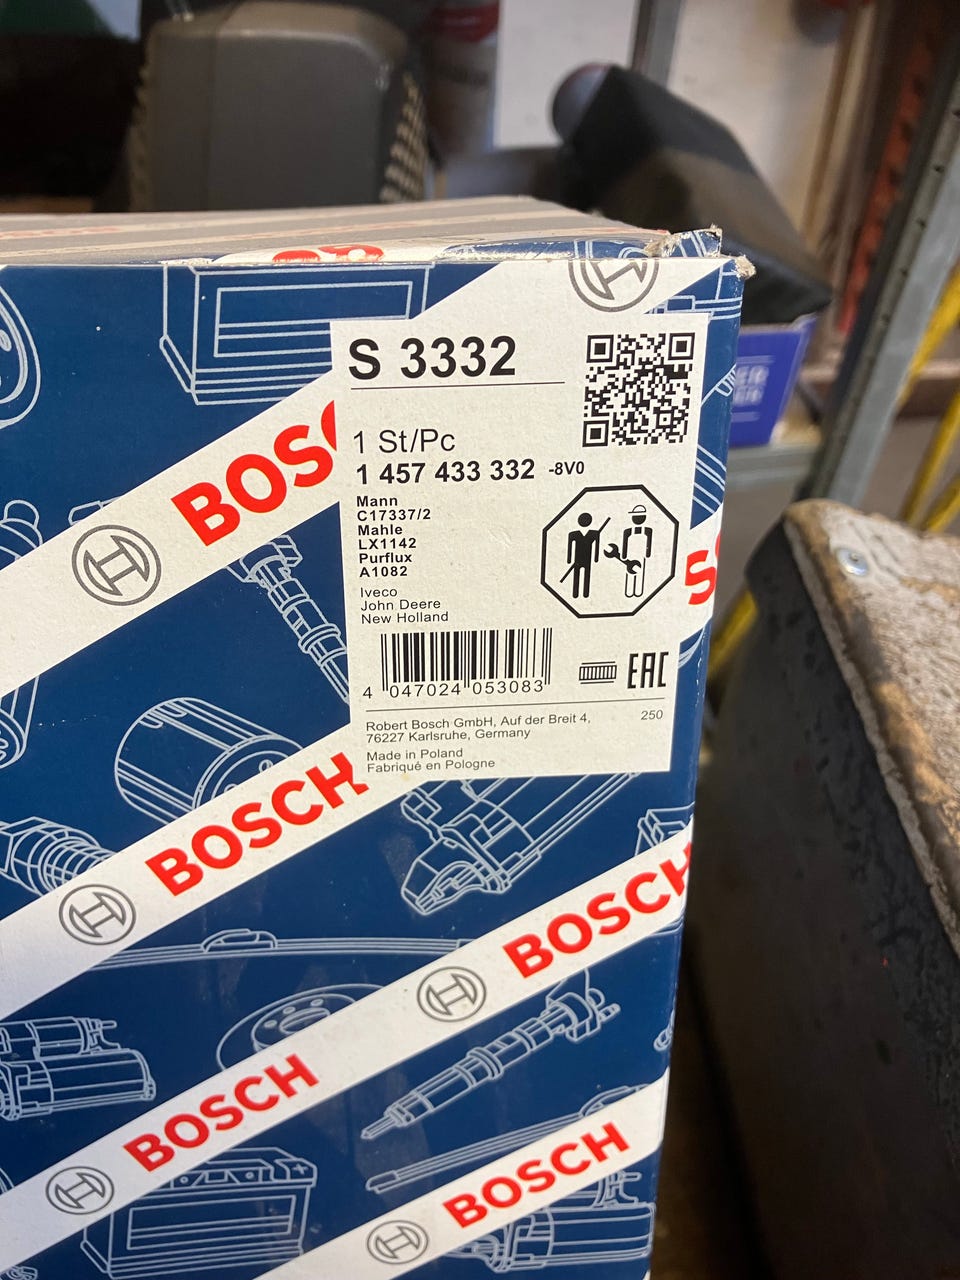 S 3332
1 St/Pc
1 457 433 332 -8V0
Mann
C17337/2
Mahle
LX1142
Purflux
A1082
Iveco
John Deere
New Holland
4 047024 053083
EAC
Robert Bosch GmbH, Auf der Breit 4,
76227 Karlsruhe, Germany
250
Made in Poland
Fabriqué en Pologne
BOSCH
BOSCH
BOSCH
BOSCH